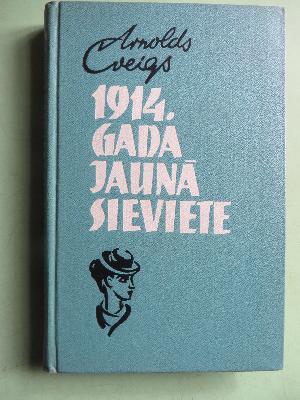 Arnolds
Cveigs
1914.
GADA
JAUNĀ
SIEVIETE